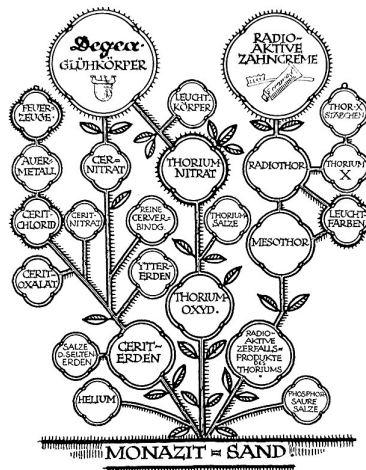 Degea-
GLÜHKÖRPER
RADIO-
AKTIVE
ZAHNCREME
LEUCHT-
KÖRPER
FEUER-
ZEUGE
THOR-X
STÄBCHEN
AUER-
METALL
CER=
NITRAT
THORIUM
NITRAT
RADIOTHOR
THORIUM
X
CERIT-
CHLORID
CERIT-
NITRAT
REINE
CERVER-
BINDG.
THORIUM
SALZE
LEUCHT-
FARBEN
MESOTHOR
CERIT-
OXALAT
YTTER-
ERDEN
THORIUM-
OXYD.
SALZE
D.SELTEN
ERDEN
CERIT-
ERDEN
RADIO-
AKTIVE
ZERFALLS=
PRODUKTE
DES
THORIUMS
HELIUM
PHOSPHOR
SAURE
SALZE
MONAZIT=SAND